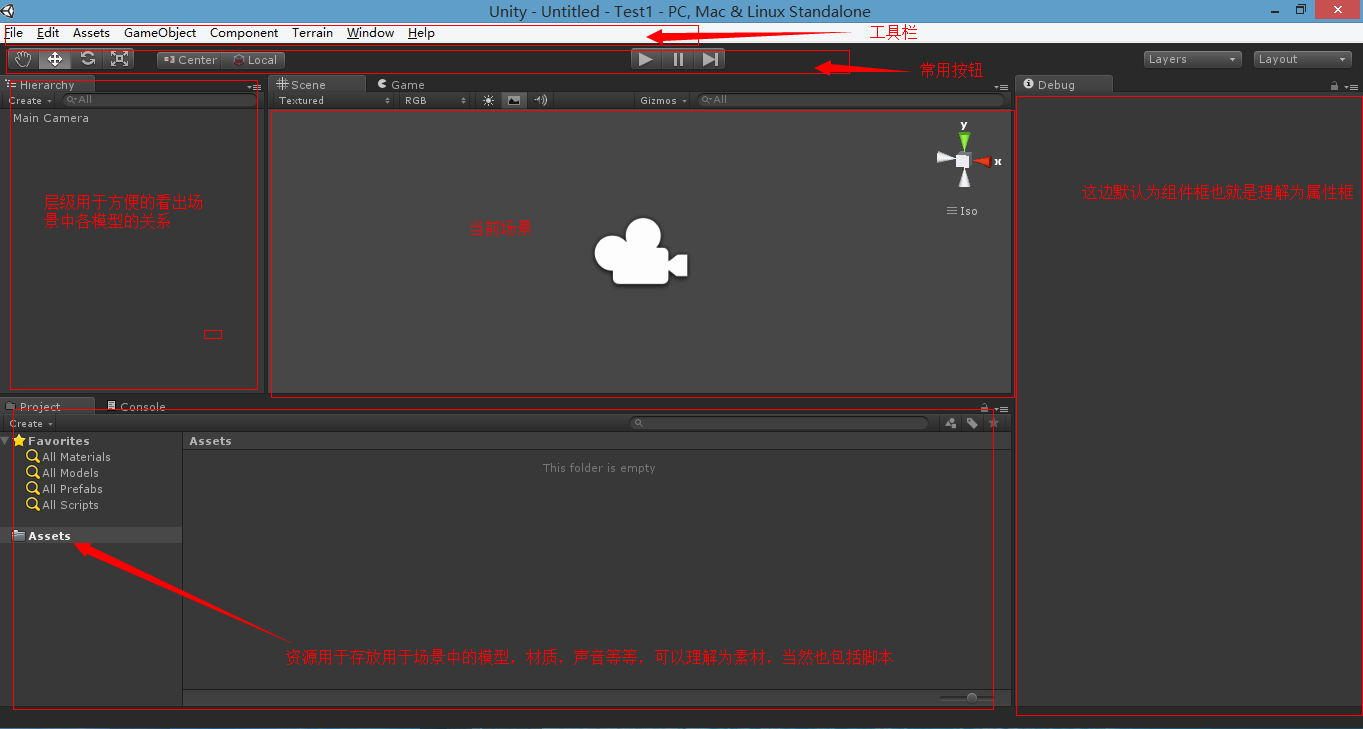 Unity - Untitled - Test1 - PC, Mac & Linux Standalone
File Edit Assets GameObject Component Terrain Window Help
工具栏
Center Local
Layers Layout
常用按钮
Hierarchy
Create All
Main Camera
层级用于方便的看出场
景中各模型的关系
Scene Game
Textured RGB Gizmos All
y
x
Iso
当前场景
Debug
这边默认为组件框也就是理解为属性框
Project Console
Create
Favorites
All Materials
All Models
All Prefabs
All Scripts
Assets
Assets
This folder is empty
资源用于存放用于场景中的模型，材质，声音等等，可以理解为素材，当然也包括脚本